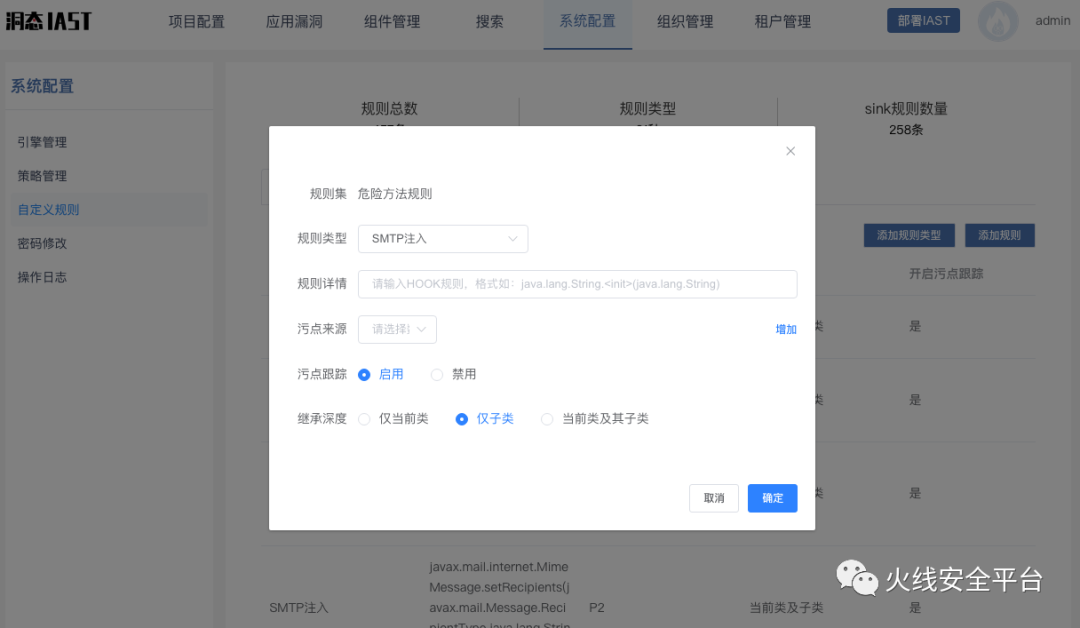 洞态IAST 项目配置 应用漏洞 组件管理 搜索 系统配置 组织管理 租户管理 部署IAST admin
系统配置
引擎管理
策略管理
自定义规则
密码修改
操作日志
规则总数 规则类型 sink规则数量
258条
规则集 危险方法规则
规则类型 SMTP注入
规则详情 请输入HOOK规则，格式如：java.lang.String.<init>(java.lang.String)
污点来源 请选择 增加
污点跟踪 启用 禁用
继承深度 仅当前类 仅子类 当前类及其子类
取消 确定
添加规则类型 添加规则
开启污点跟踪
类 是
类 是
类 是
javax.mail.internet.Mime
Message.setRecipients(j
SMTP注入 avax.mail.Message.Reci P2 当前类及子类 是
pientType,java.lang.Strin
火线安全平台